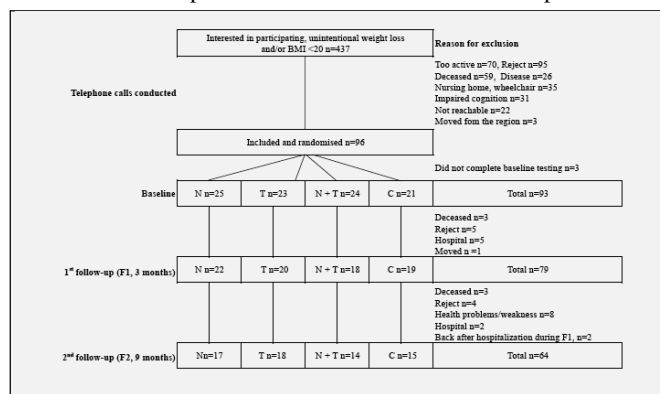 Interested in participating, unintentional weight loss
and/or BMI <20 n=437
Reason for exclusion
Too active n=70, Reject n=95
Deceased n=59, Disease n=26
Nursing home, wheelchair n=35
Impaired cognition n=31
Not reachable n=22
Moved fom the region n=3
Telephone calls conducted
Included and randomised n=96
Did not complete baseline testing n=3
Baseline N n=25 T n=23 N + T n=24 C n=21 Total n=93
Deceased n=3
Reject n=5
Hospital n=5
Moved n =1
1st follow-up (F1, 3 months) N n=22 T n=20 N + T n=18 C n=19 Total n=79
Deceased n=3
Reject n=4
Health problems/weakness n=8
Hospital n=2
Back after hospitalization during F1, n=2
2nd follow-up (F2, 9 months) Nn=17 T n=18 N + T n=14 C n=15 Total n=64